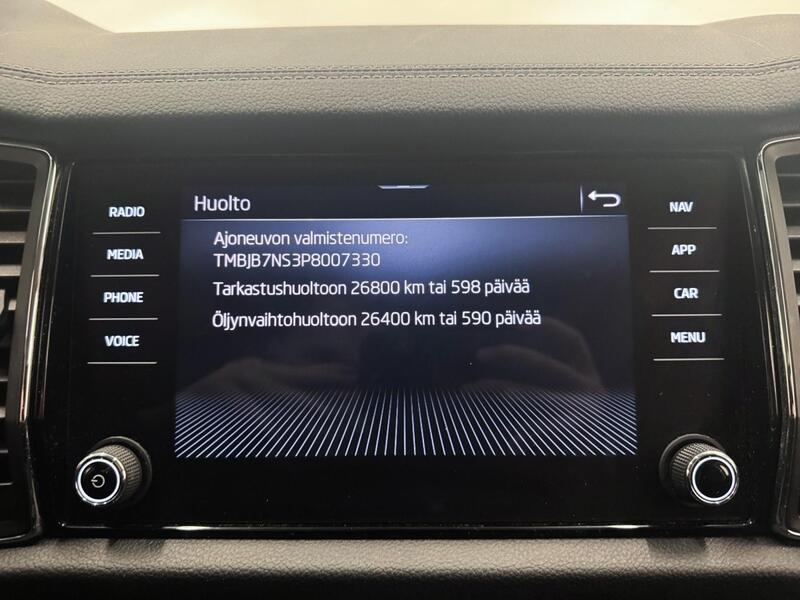 Huolto
Ajoneuvon valmistenumero:
TMBJB7NS3P8007330
Tarkastushuoltoon 26800 km tai 598 päivää
Öljynvaihtohuoltoon 26400 km tai 590 päivää
RADIO
MEDIA
PHONE
VOICE
NAV
APP
CAR
MENU